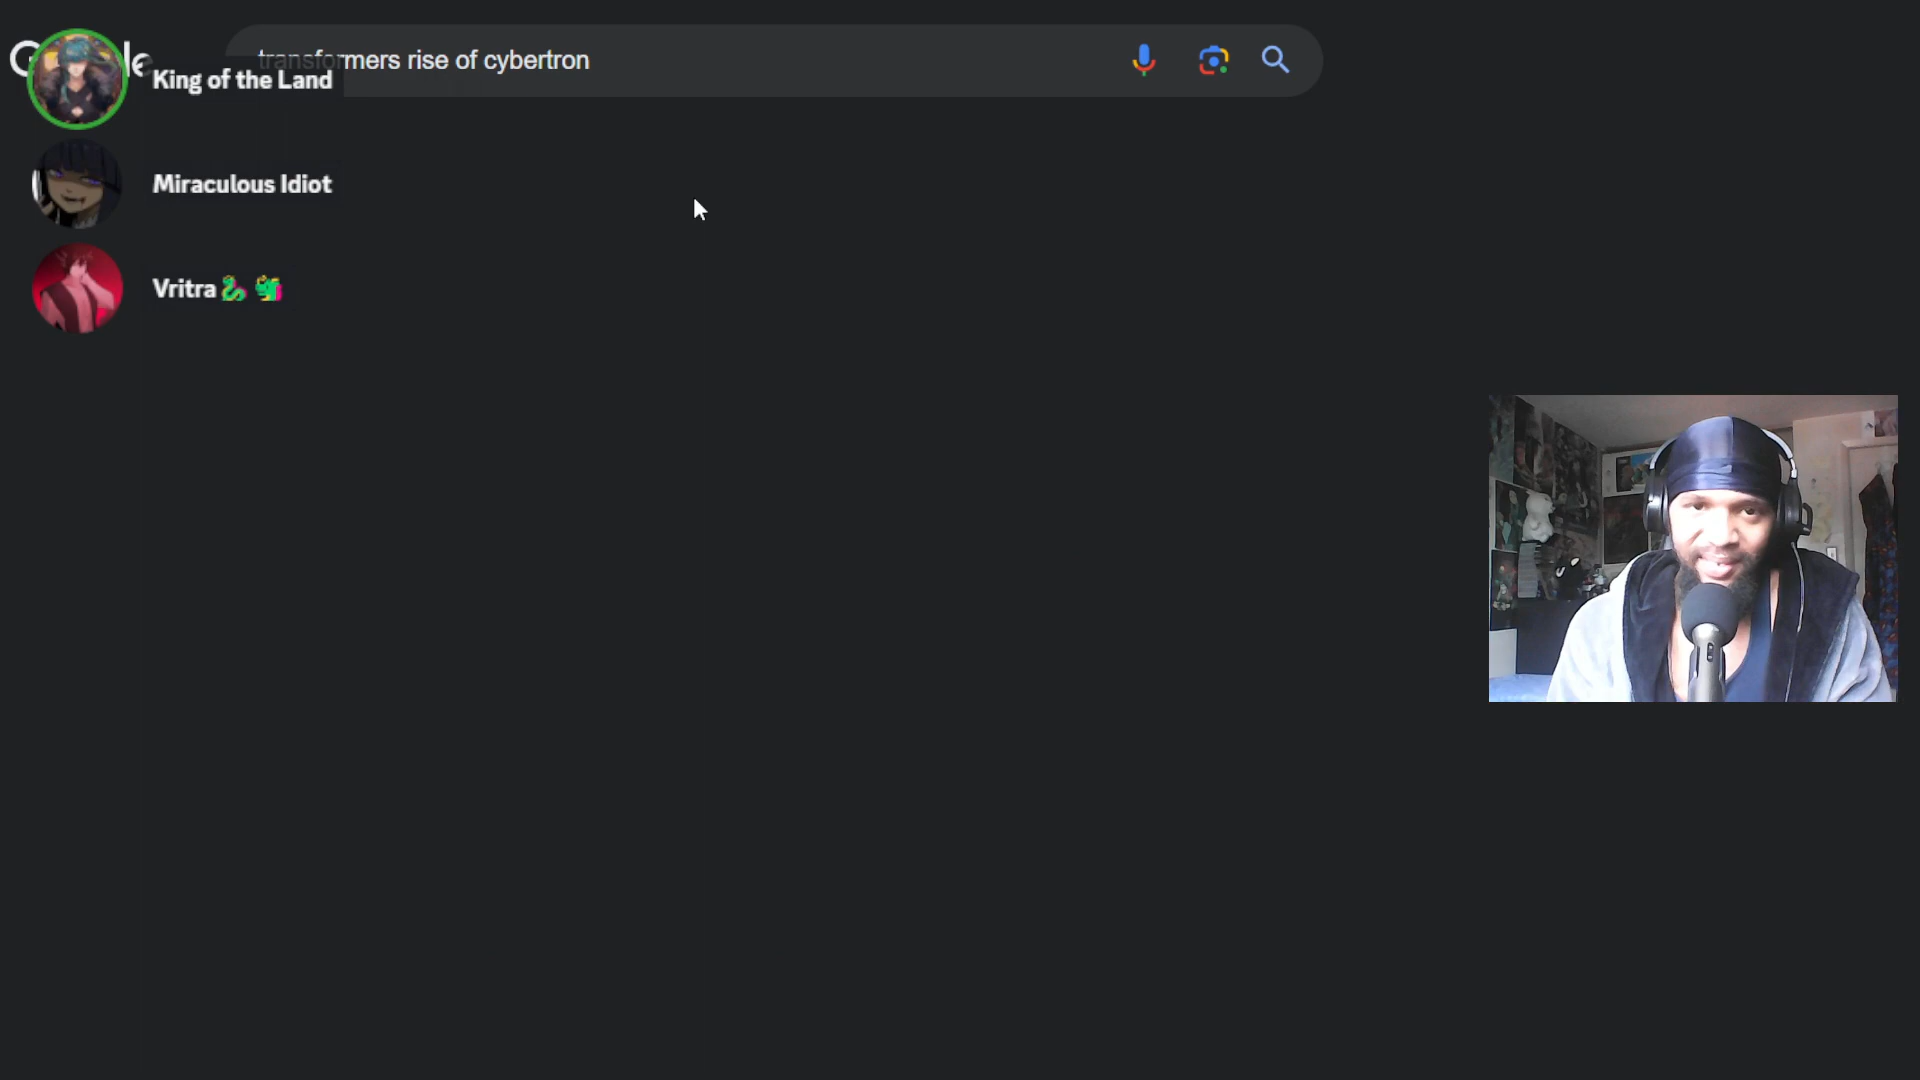 transformers rise of cybertron
King of the Land
Miraculous Idiot
Vritra🐍 🐲